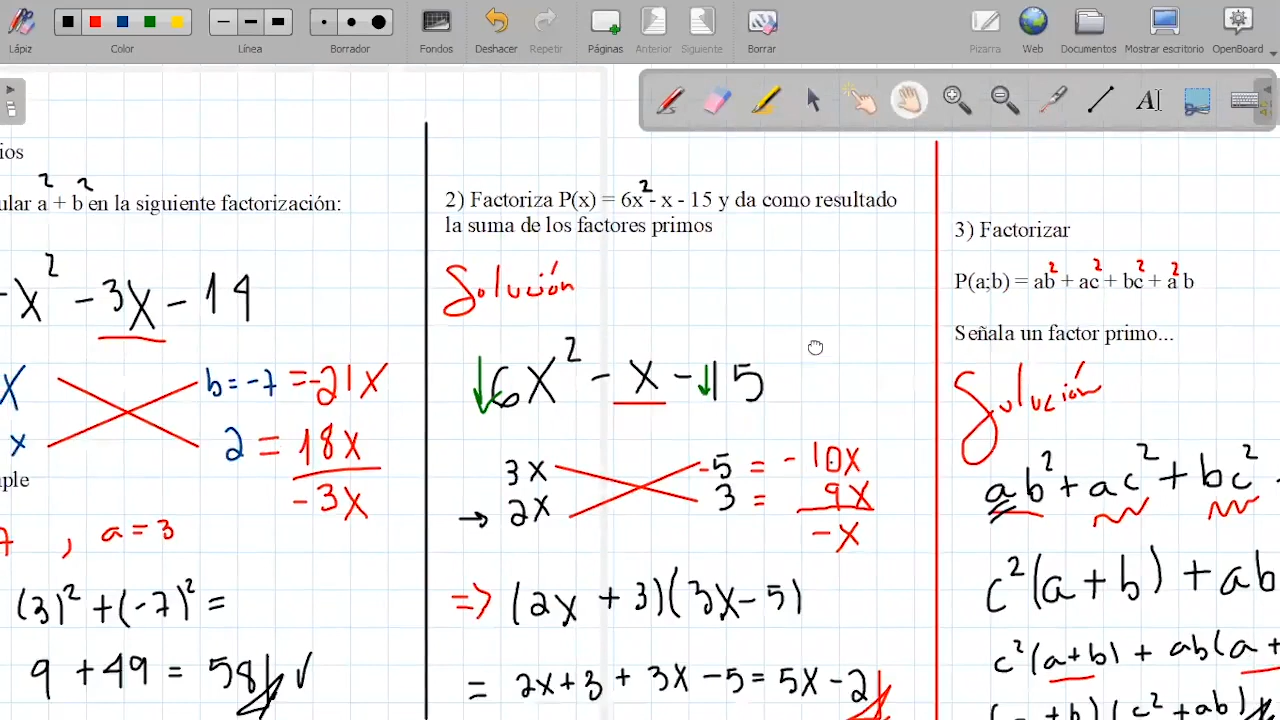 Lápiz Color Línea Borrador Fondos Deshacer Repetir Páginas Anterior Siguiente Borrar Pizarra Web Documentos Mostrar escritorio OpenBoard
ios
ular a² + b² en la siguiente factorización:
x² - 3x - 14
x b = -7 = -21x
x 2 = 18x
-3x
ple
7 , a = 3
(3)² + (-7)² =
9 + 49 = 58 ✓
2) Factoriza P(x) = 6x² - x - 15 y da como resultado
la suma de los factores primos
Solución
6x² - x - 15
3x -5 = -10x
→ 2x 3 = 9x
-x
=> (2x + 3)(3x - 5)
= 2x + 3 + 3x - 5 = 5x - 2
3) Factorizar
P(a;b) = ab² + ac² + bc² + a²b
Señala un factor primo...
Solución
ab² + ac² + bc²
c²(a + b) + ab
c²(a+b) + ab(a +
(a + b)(c² + ab)